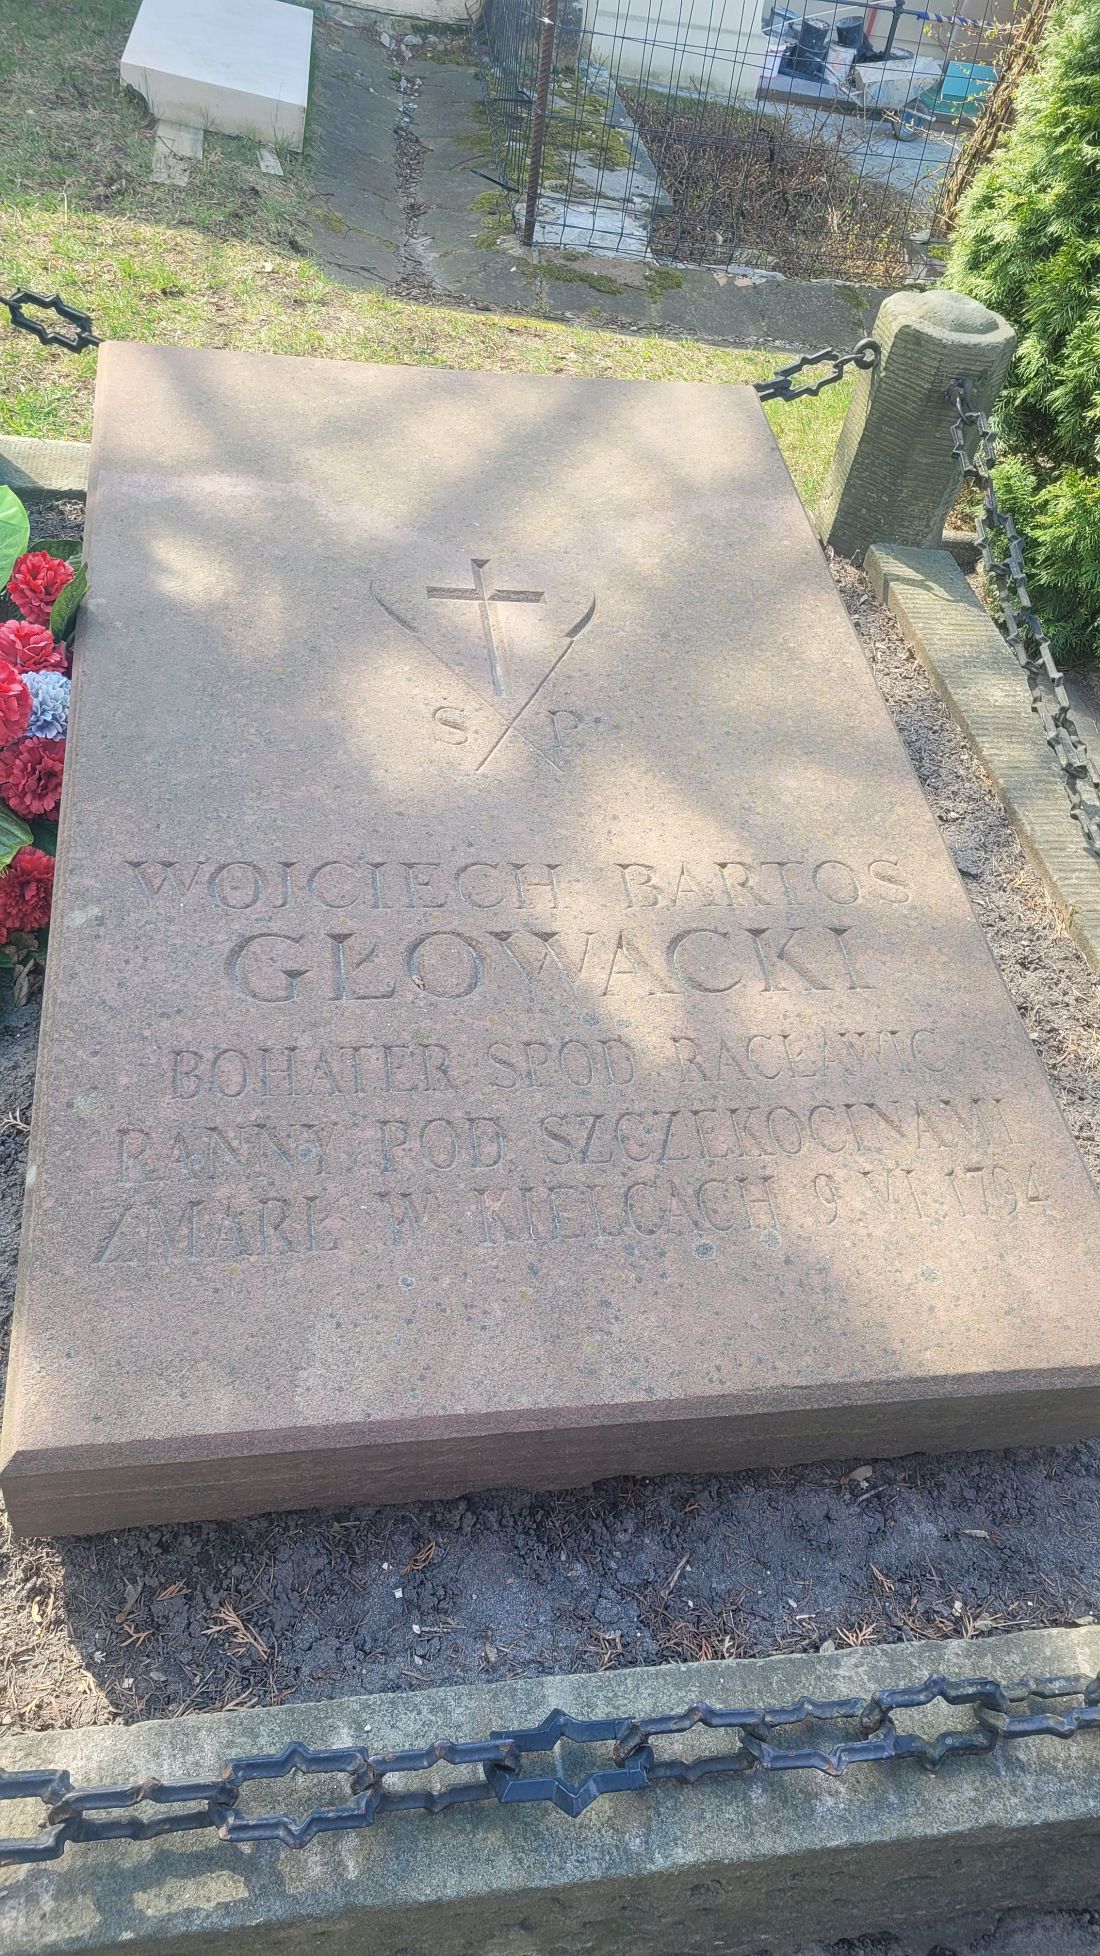 S P
WOJCIECH BARTOS
GŁOWACKI
BOHATER SPOD RACŁAWIC
RANNY POD SZCZEKOCINAMI
ZMARŁ W KIELCACH 9 VI 1794